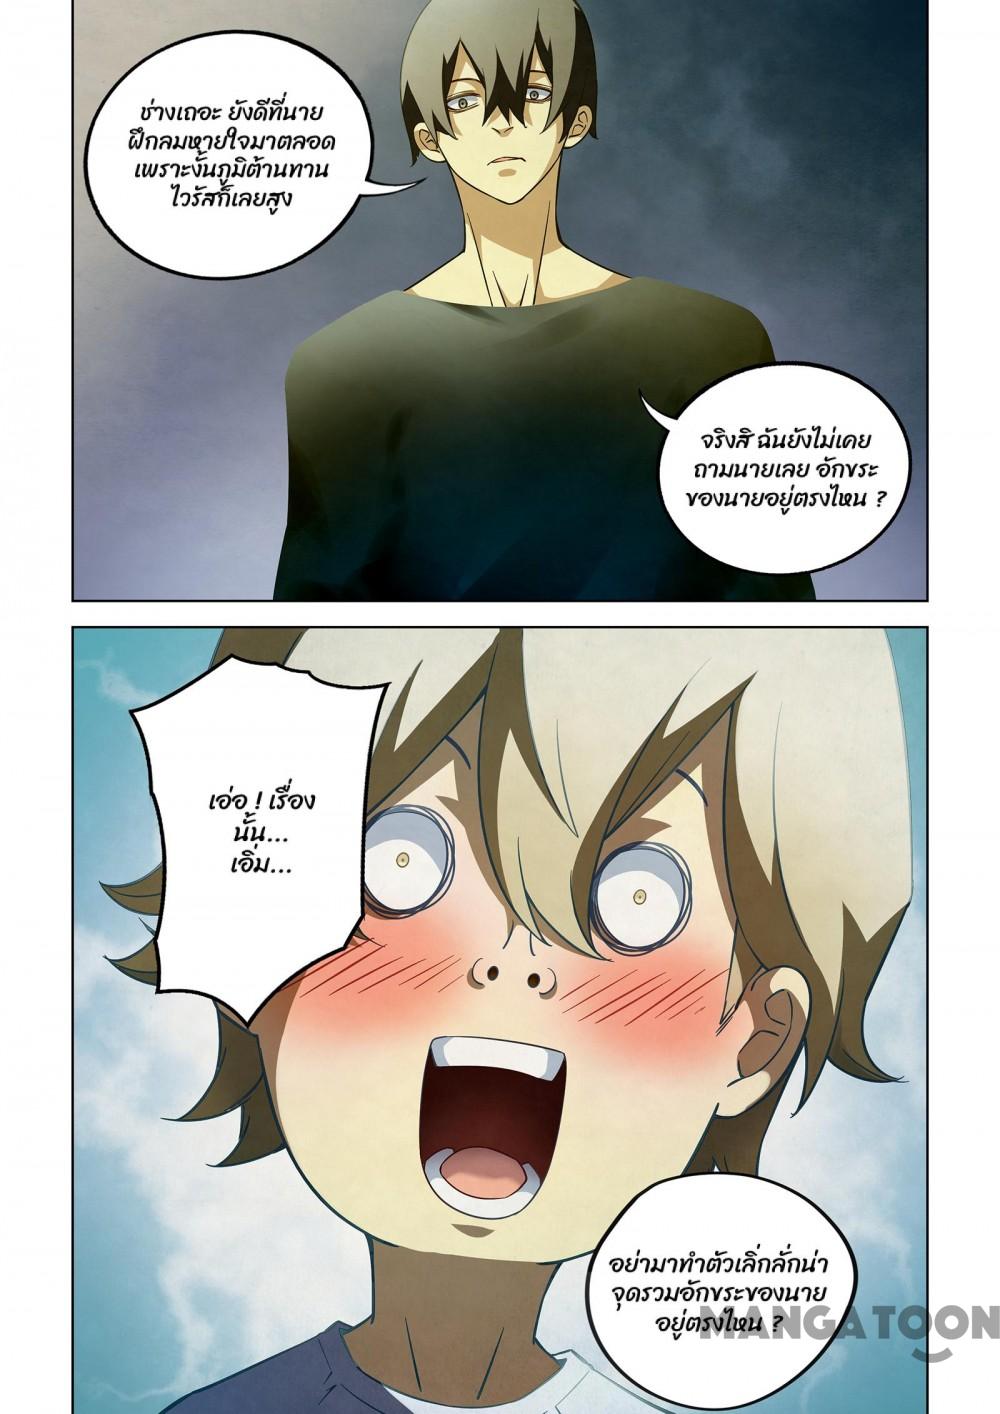 ช่างเถอะ ยังดีที่นาย
ฝึกลมหายใจมาตลอด
เพราะงั้นภูมิต้านทาน
ไวรัสก็เลยสูง
จริงสิ ฉันยังไม่เคย
ถามนายเลย อักขระ
ของนายอยู่ตรงไหน ?
เอ่อ ! เรื่อง
นั้น...
เอิ่ม...
อย่ามาทำตัวเลิ่กลั่กน่า
จุดรวมอักขระของนาย
อยู่ตรงไหน ?
MANGATOON